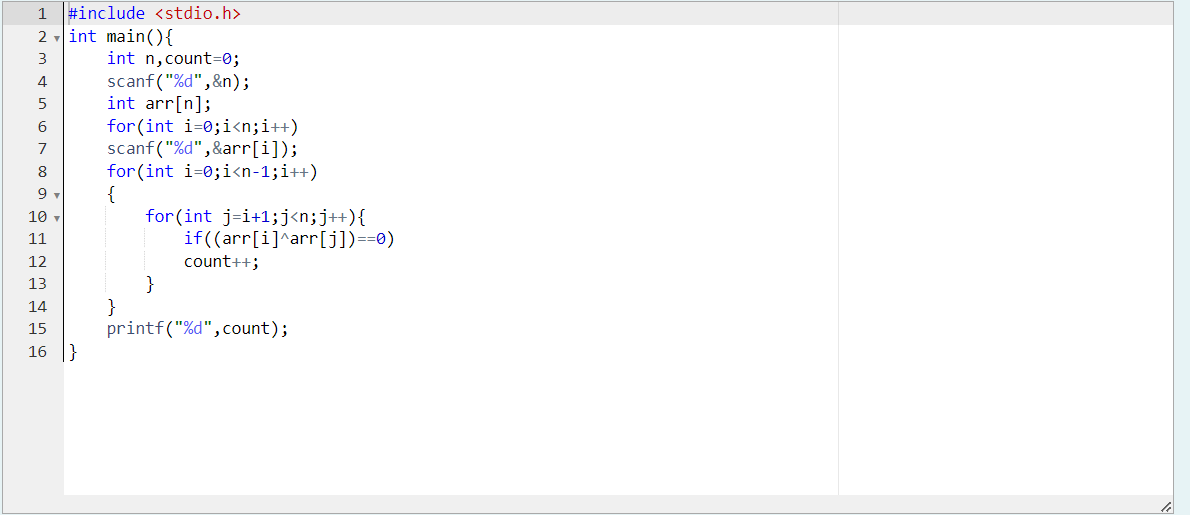 1 #include <stdio.h>
2 int main(){
3     int n,count=0;
4     scanf("%d",&n);
5     int arr[n];
6     for(int i=0;i<n;i++)
7     scanf("%d",&arr[i]);
8     for(int i=0;i<n-1;i++)
9     {
10         for(int j=i+1;j<n;j++){
11             if((arr[i]^arr[j])==0)
12             count++;
13         }
14     }
15     printf("%d",count);
16 }